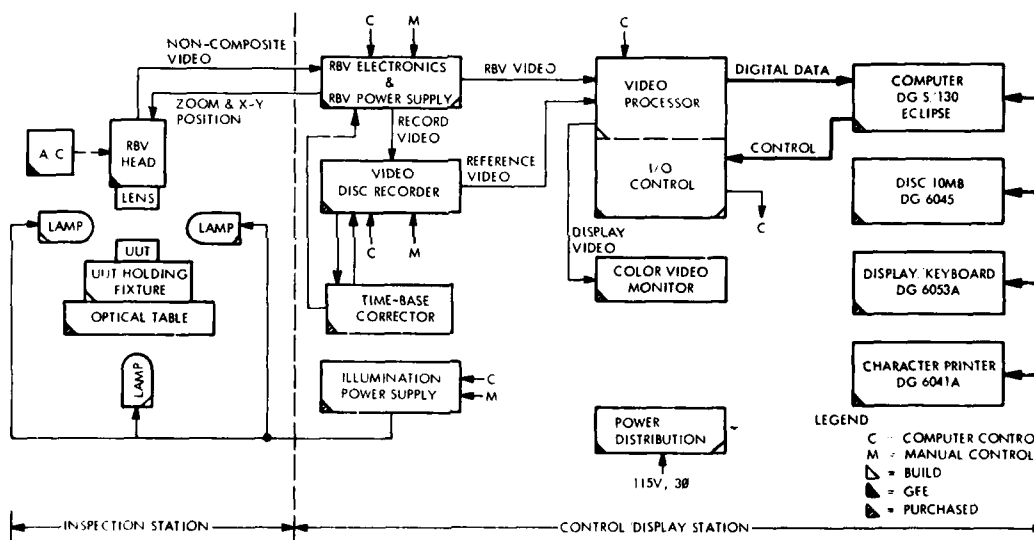 NON-COMPOSITE
VIDEO
ZOOM & X-Y
POSITION
A/C
RBV
HEAD
LENS
LAMP
LAMP
UUT
UUT HOLDING
FIXTURE
OPTICAL TABLE
LAMP
C
M
RBV ELECTRONICS
&
RBV POWER SUPPLY
RECORD
VIDEO
VIDEO
DISC RECORDER
C
M
TIME-BASE
CORRECTOR
ILLUMINATION
POWER SUPPLY
C
M
RBV VIDEO
REFERENCE
VIDEO
C
VIDEO
PROCESSOR
I/O
CONTROL
C
DISPLAY
VIDEO
COLOR VIDEO
MONITOR
POWER
DISTRIBUTION
115V, 3Ø
DIGITAL DATA
CONTROL
COMPUTER
DG S/130
ECLIPSE
DISC 10MB
DG 6045
DISPLAY/KEYBOARD
DG 6053A
CHARACTER PRINTER
DG 6041A
LEGEND
C = COMPUTER CONTROL
M = MANUAL CONTROL
= BUILD
= GFE
= PURCHASED
INSPECTION STATION
CONTROL DISPLAY STATION